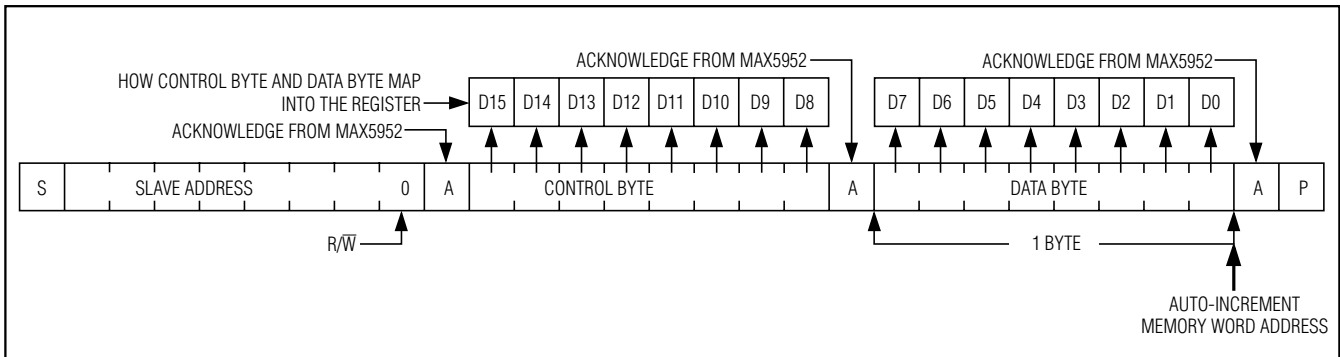 ACKNOWLEDGE FROM MAX5952
ACKNOWLEDGE FROM MAX5952
HOW CONTROL BYTE AND DATA BYTE MAP
INTO THE REGISTER
D15 D14 D13 D12 D11 D10 D9 D8
D7 D6 D5 D4 D3 D2 D1 D0
ACKNOWLEDGE FROM MAX5952
S SLAVE ADDRESS 0 A CONTROL BYTE A DATA BYTE A P
R/W̅
1 BYTE
AUTO-INCREMENT
MEMORY WORD ADDRESS